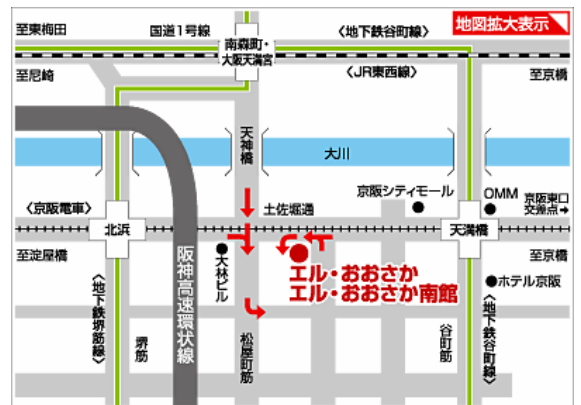 地図拡大表示
至東梅田
国道1号線
〈地下鉄谷町線〉
南森町・
大阪天満宮
至尼崎
〈JR東西線〉
至京橋
天神橋
大川
京阪シティモール
OMM
京阪東口
交差点→
〈京阪電車〉
土佐堀通
北浜
天満橋
至淀屋橋
大林ビル
至京橋
エル・おおさか
エル・おおさか南館
ホテル京阪
阪神高速環状線
〈地下鉄堺筋線〉
堺筋
松屋町筋
谷町筋
〈地下鉄谷町線〉